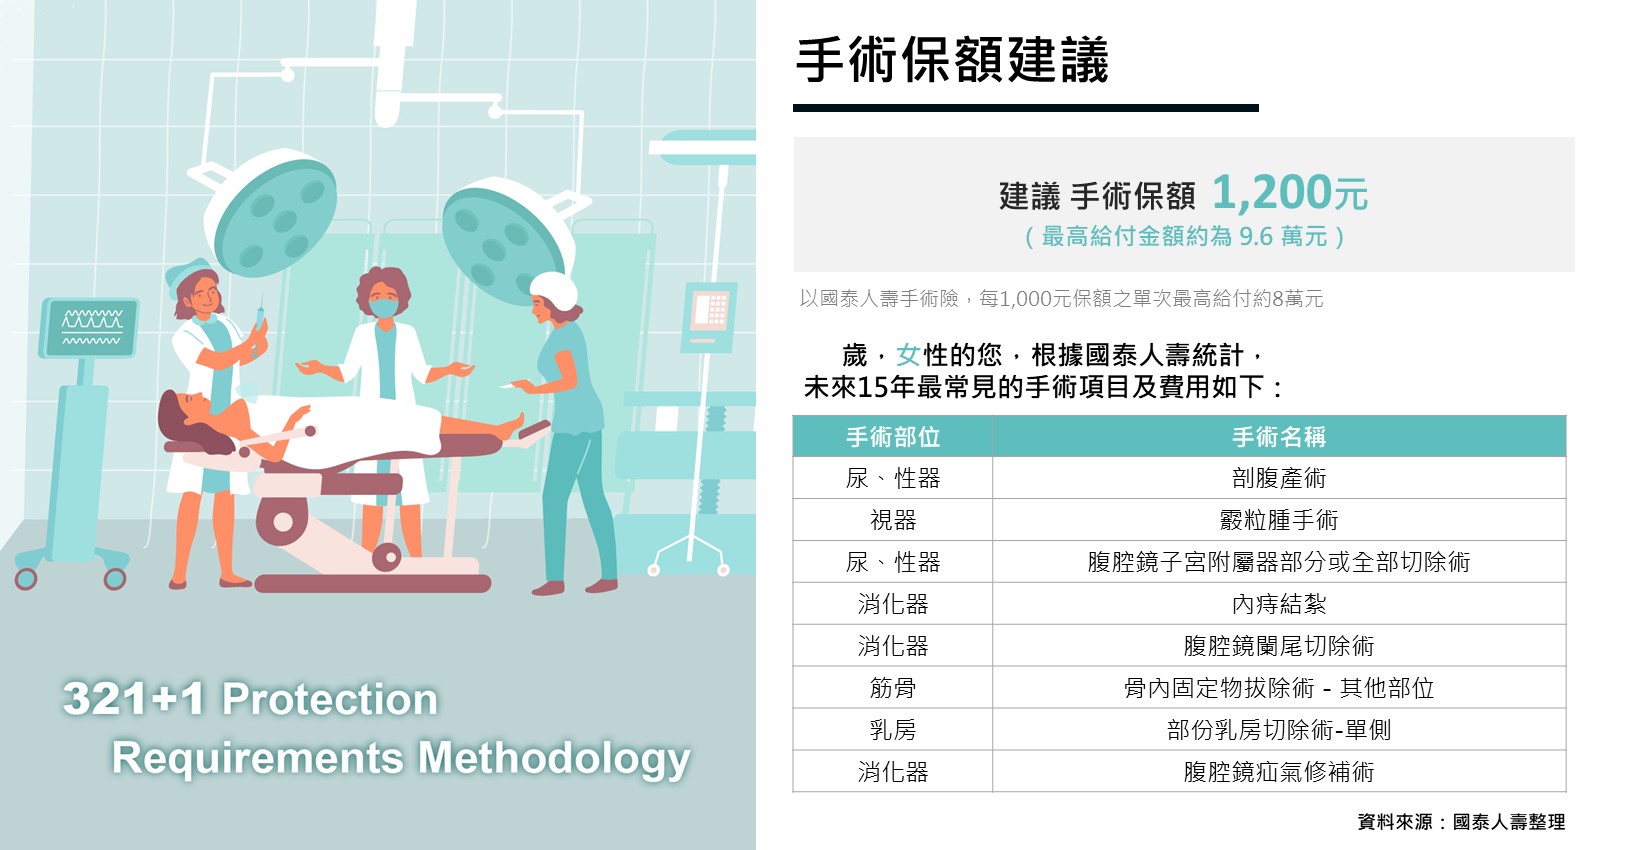 手術保額建議
建議 手術保額 1,200元
( 最高給付金額約為 9.6 萬元 )
以國泰人壽手術險，每1,000元保額之單次最高給付約8萬元
歲，女性的您，根據國泰人壽統計，
未來15年最常見的手術項目及費用如下：
手術部位 手術名稱
尿、性器 剖腹產術
視器 霰粒腫手術
尿、性器 腹腔鏡子宮附屬器部分或全部切除術
消化器 內痔結紮
消化器 腹腔鏡闌尾切除術
筋骨 骨內固定物拔除術 - 其他部位
乳房 部份乳房切除術-單側
消化器 腹腔鏡疝氣修補術
資料來源：國泰人壽整理
321+1 Protection
Requirements Methodology